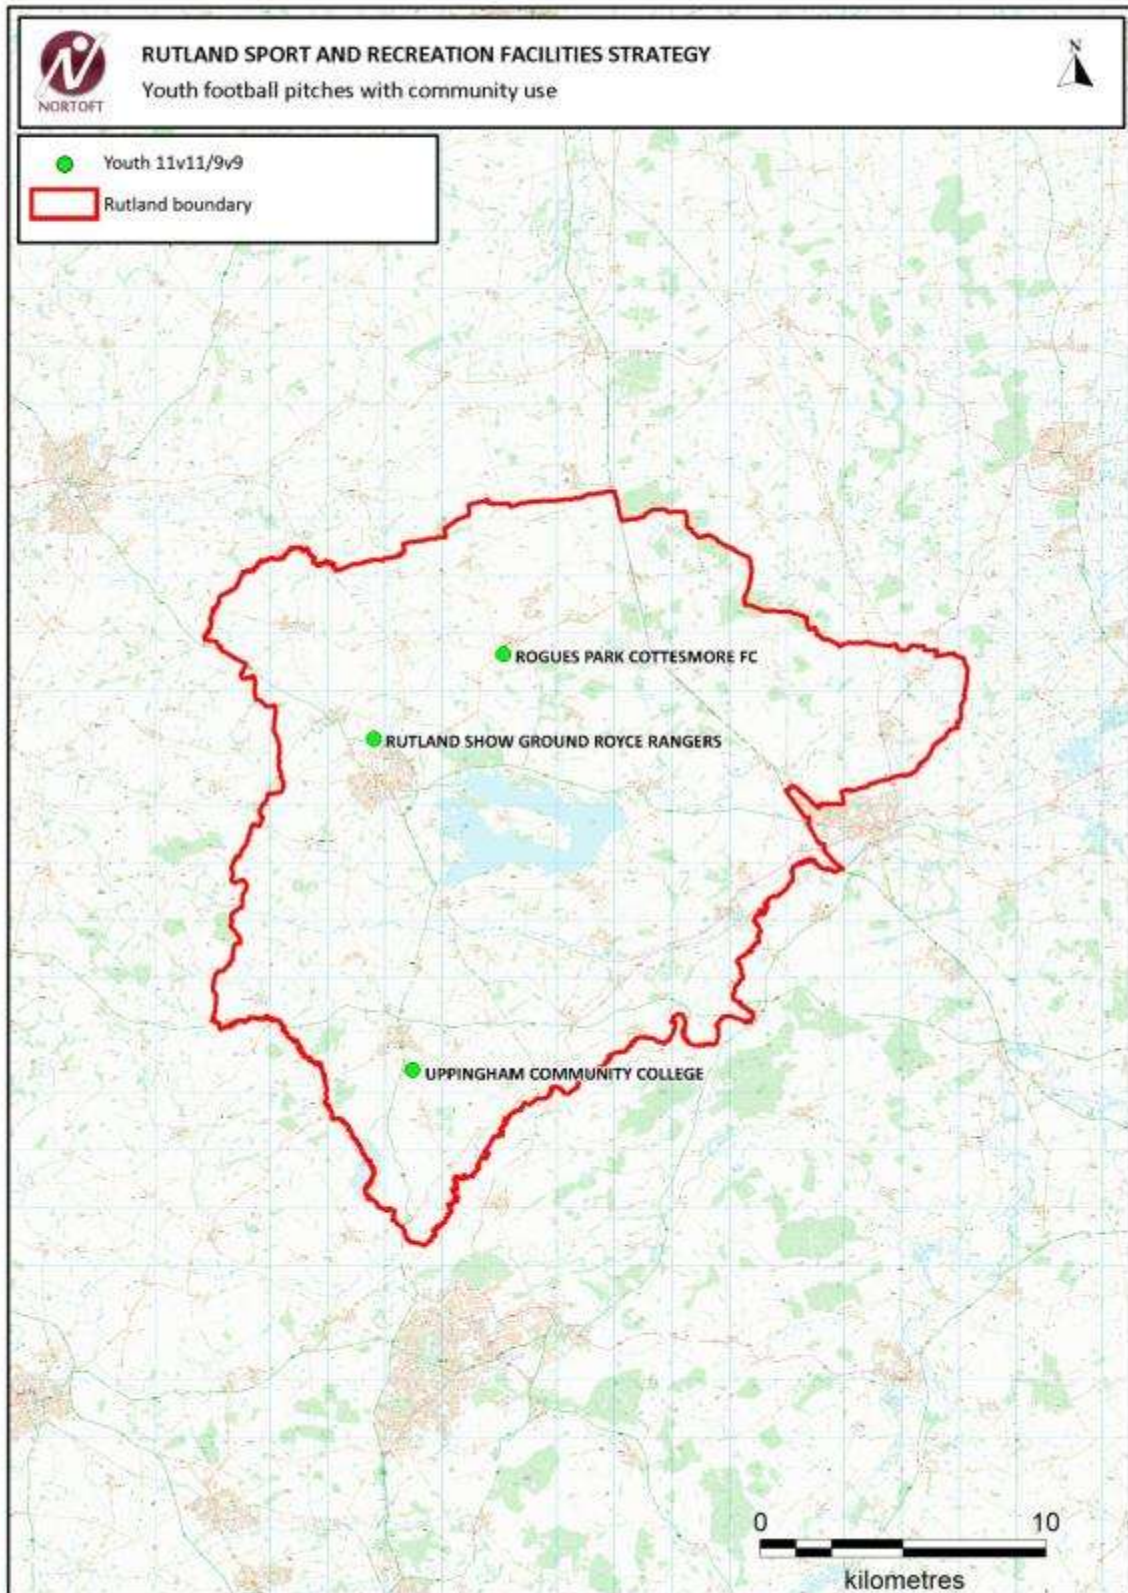 RUTLAND SPORT AND RECREATION FACILITIES STRATEGY
Youth football pitches with community use
NORTOFT
N
Youth 11v11/9v9
Rutland boundary
ROGUES PARK COTTESMORE FC
RUTLAND SHOW GROUND ROYCE RANGERS
UPPINGHAM COMMUNITY COLLEGE
0 10
kilometres